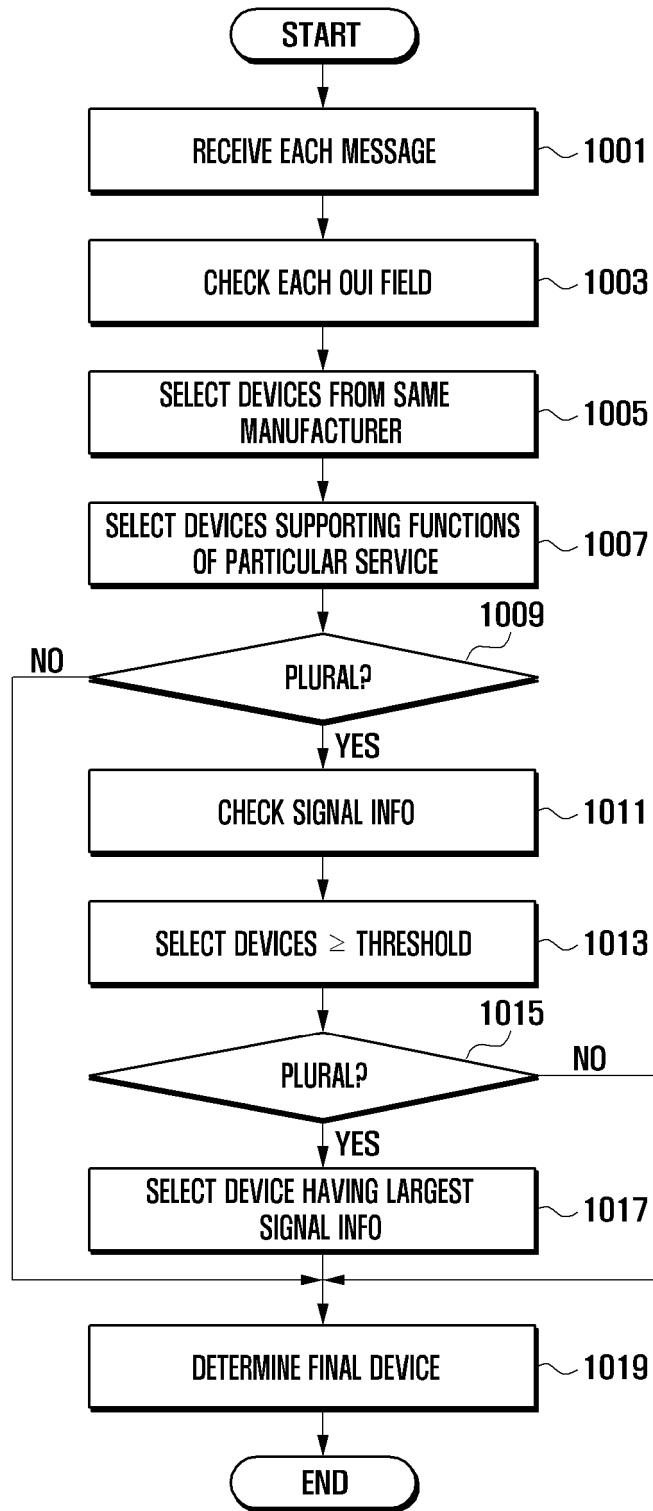 START
RECEIVE EACH MESSAGE
1001
CHECK EACH OUI FIELD
1003
SELECT DEVICES FROM SAME
MANUFACTURER
1005
SELECT DEVICES SUPPORTING FUNCTIONS
OF PARTICULAR SERVICE
1007
1009
NO
PLURAL?
YES
CHECK SIGNAL INFO
1011
SELECT DEVICES ≥ THRESHOLD
1013
1015
PLURAL?
NO
YES
SELECT DEVICE HAVING LARGEST
SIGNAL INFO
1017
DETERMINE FINAL DEVICE
1019
END